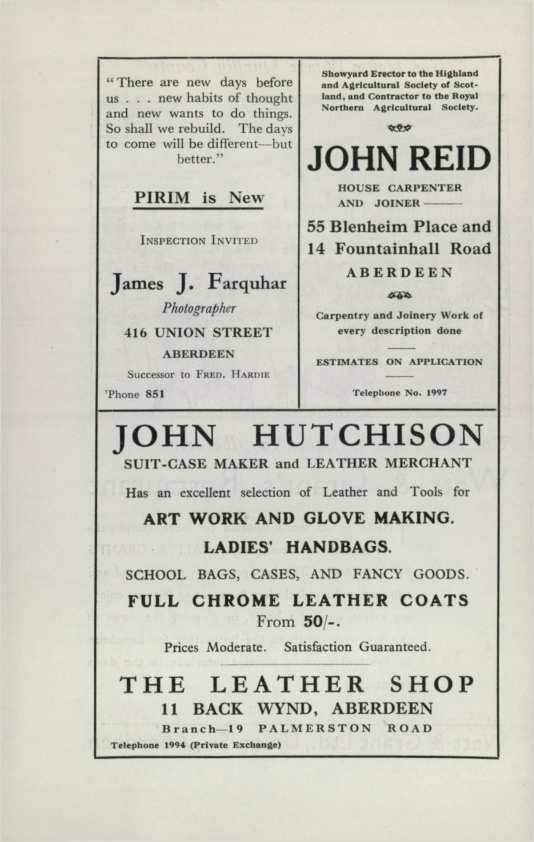 “There are new days before
us . . . new habits of thought
and new wants to do things.
So shall we rebuild. The days
to come will be different—but
better.”
PIRIM is New
INSPECTION INVITED
James J. Farquhar
Photographer
416 UNION STREET
ABERDEEN
Successor to FRED. HARDIE
'Phone 851
Showyard Erector to the Highland
and Agricultural Society of Scot-
land, and Contractor to the Royal
Northern Agricultural Society.
JOHN REID
HOUSE CARPENTER
AND JOINER ———
55 Blenheim Place and
14 Fountainhall Road
ABERDEEN
Carpentry and Joinery Work of
every description done
ESTIMATES ON APPLICATION
Telephone No. 1997
JOHN HUTCHISON
SUIT-CASE MAKER and LEATHER MERCHANT
Has an excellent selection of Leather and Tools for
ART WORK AND GLOVE MAKING.
LADIES' HANDBAGS.
SCHOOL BAGS, CASES, AND FANCY GOODS.
FULL CHROME LEATHER COATS
From 50/-.
Prices Moderate. Satisfaction Guaranteed.
THE LEATHER SHOP
11 BACK WYND, ABERDEEN
Branch—19 PALMERSTON ROAD
Telephone 1994 (Private Exchange)